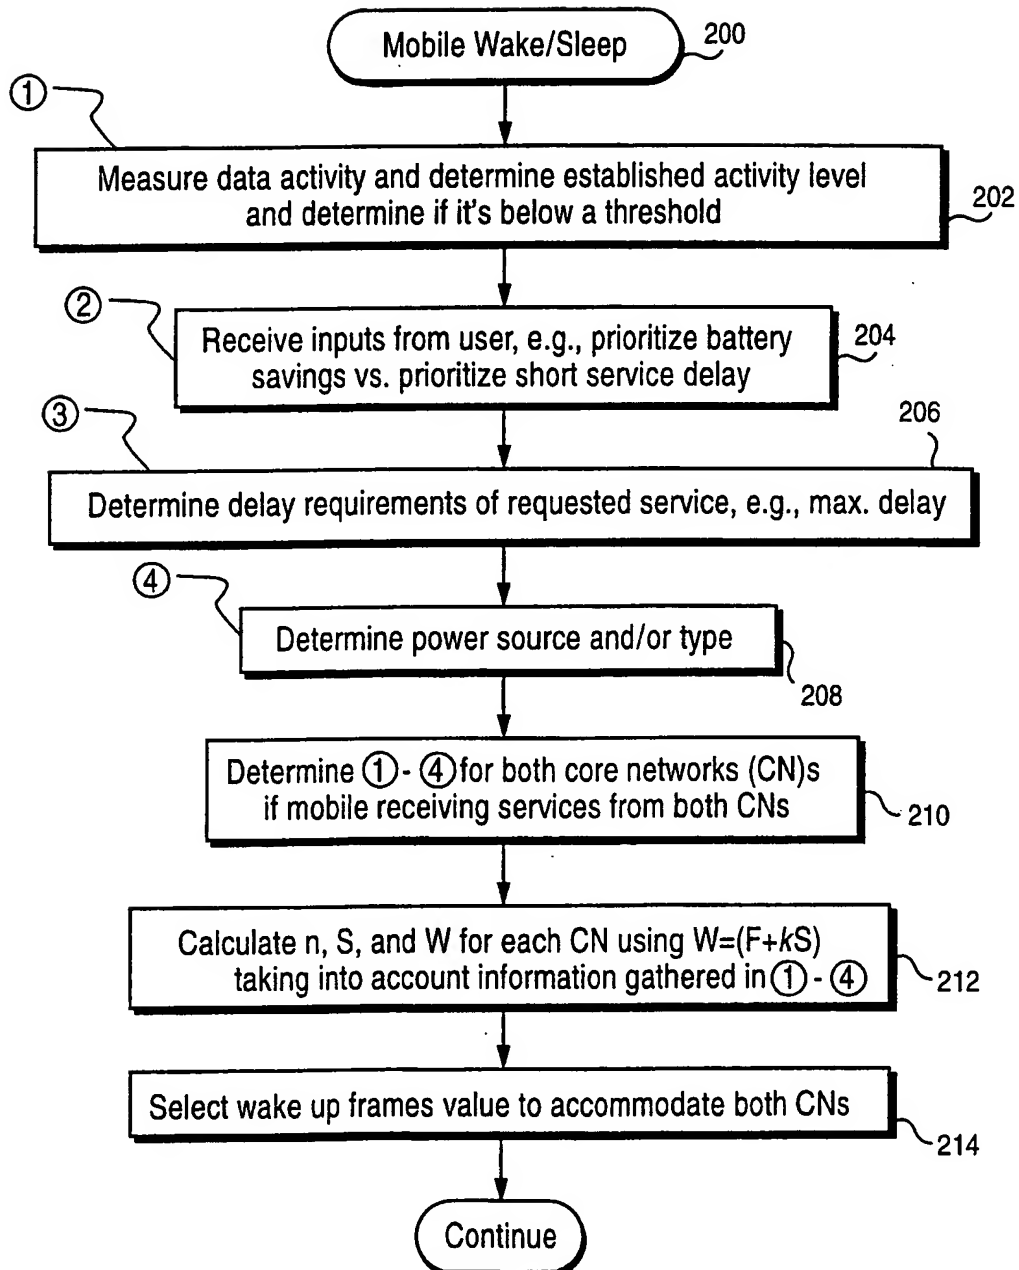 Mobile Wake/Sleep
200
①
Measure data activity and determine established activity level
and determine if it's below a threshold
202
②
Receive inputs from user, e.g., prioritize battery
savings vs. prioritize short service delay
204
③
206
Determine delay requirements of requested service, e.g., max. delay
④
Determine power source and/or type
208
Determine ① - ④ for both core networks (CN)s
if mobile receiving services from both CNs
210
Calculate n, S, and W for each CN using W=(F+kS)
taking into account information gathered in ① - ④
212
Select wake up frames value to accommodate both CNs
214
Continue